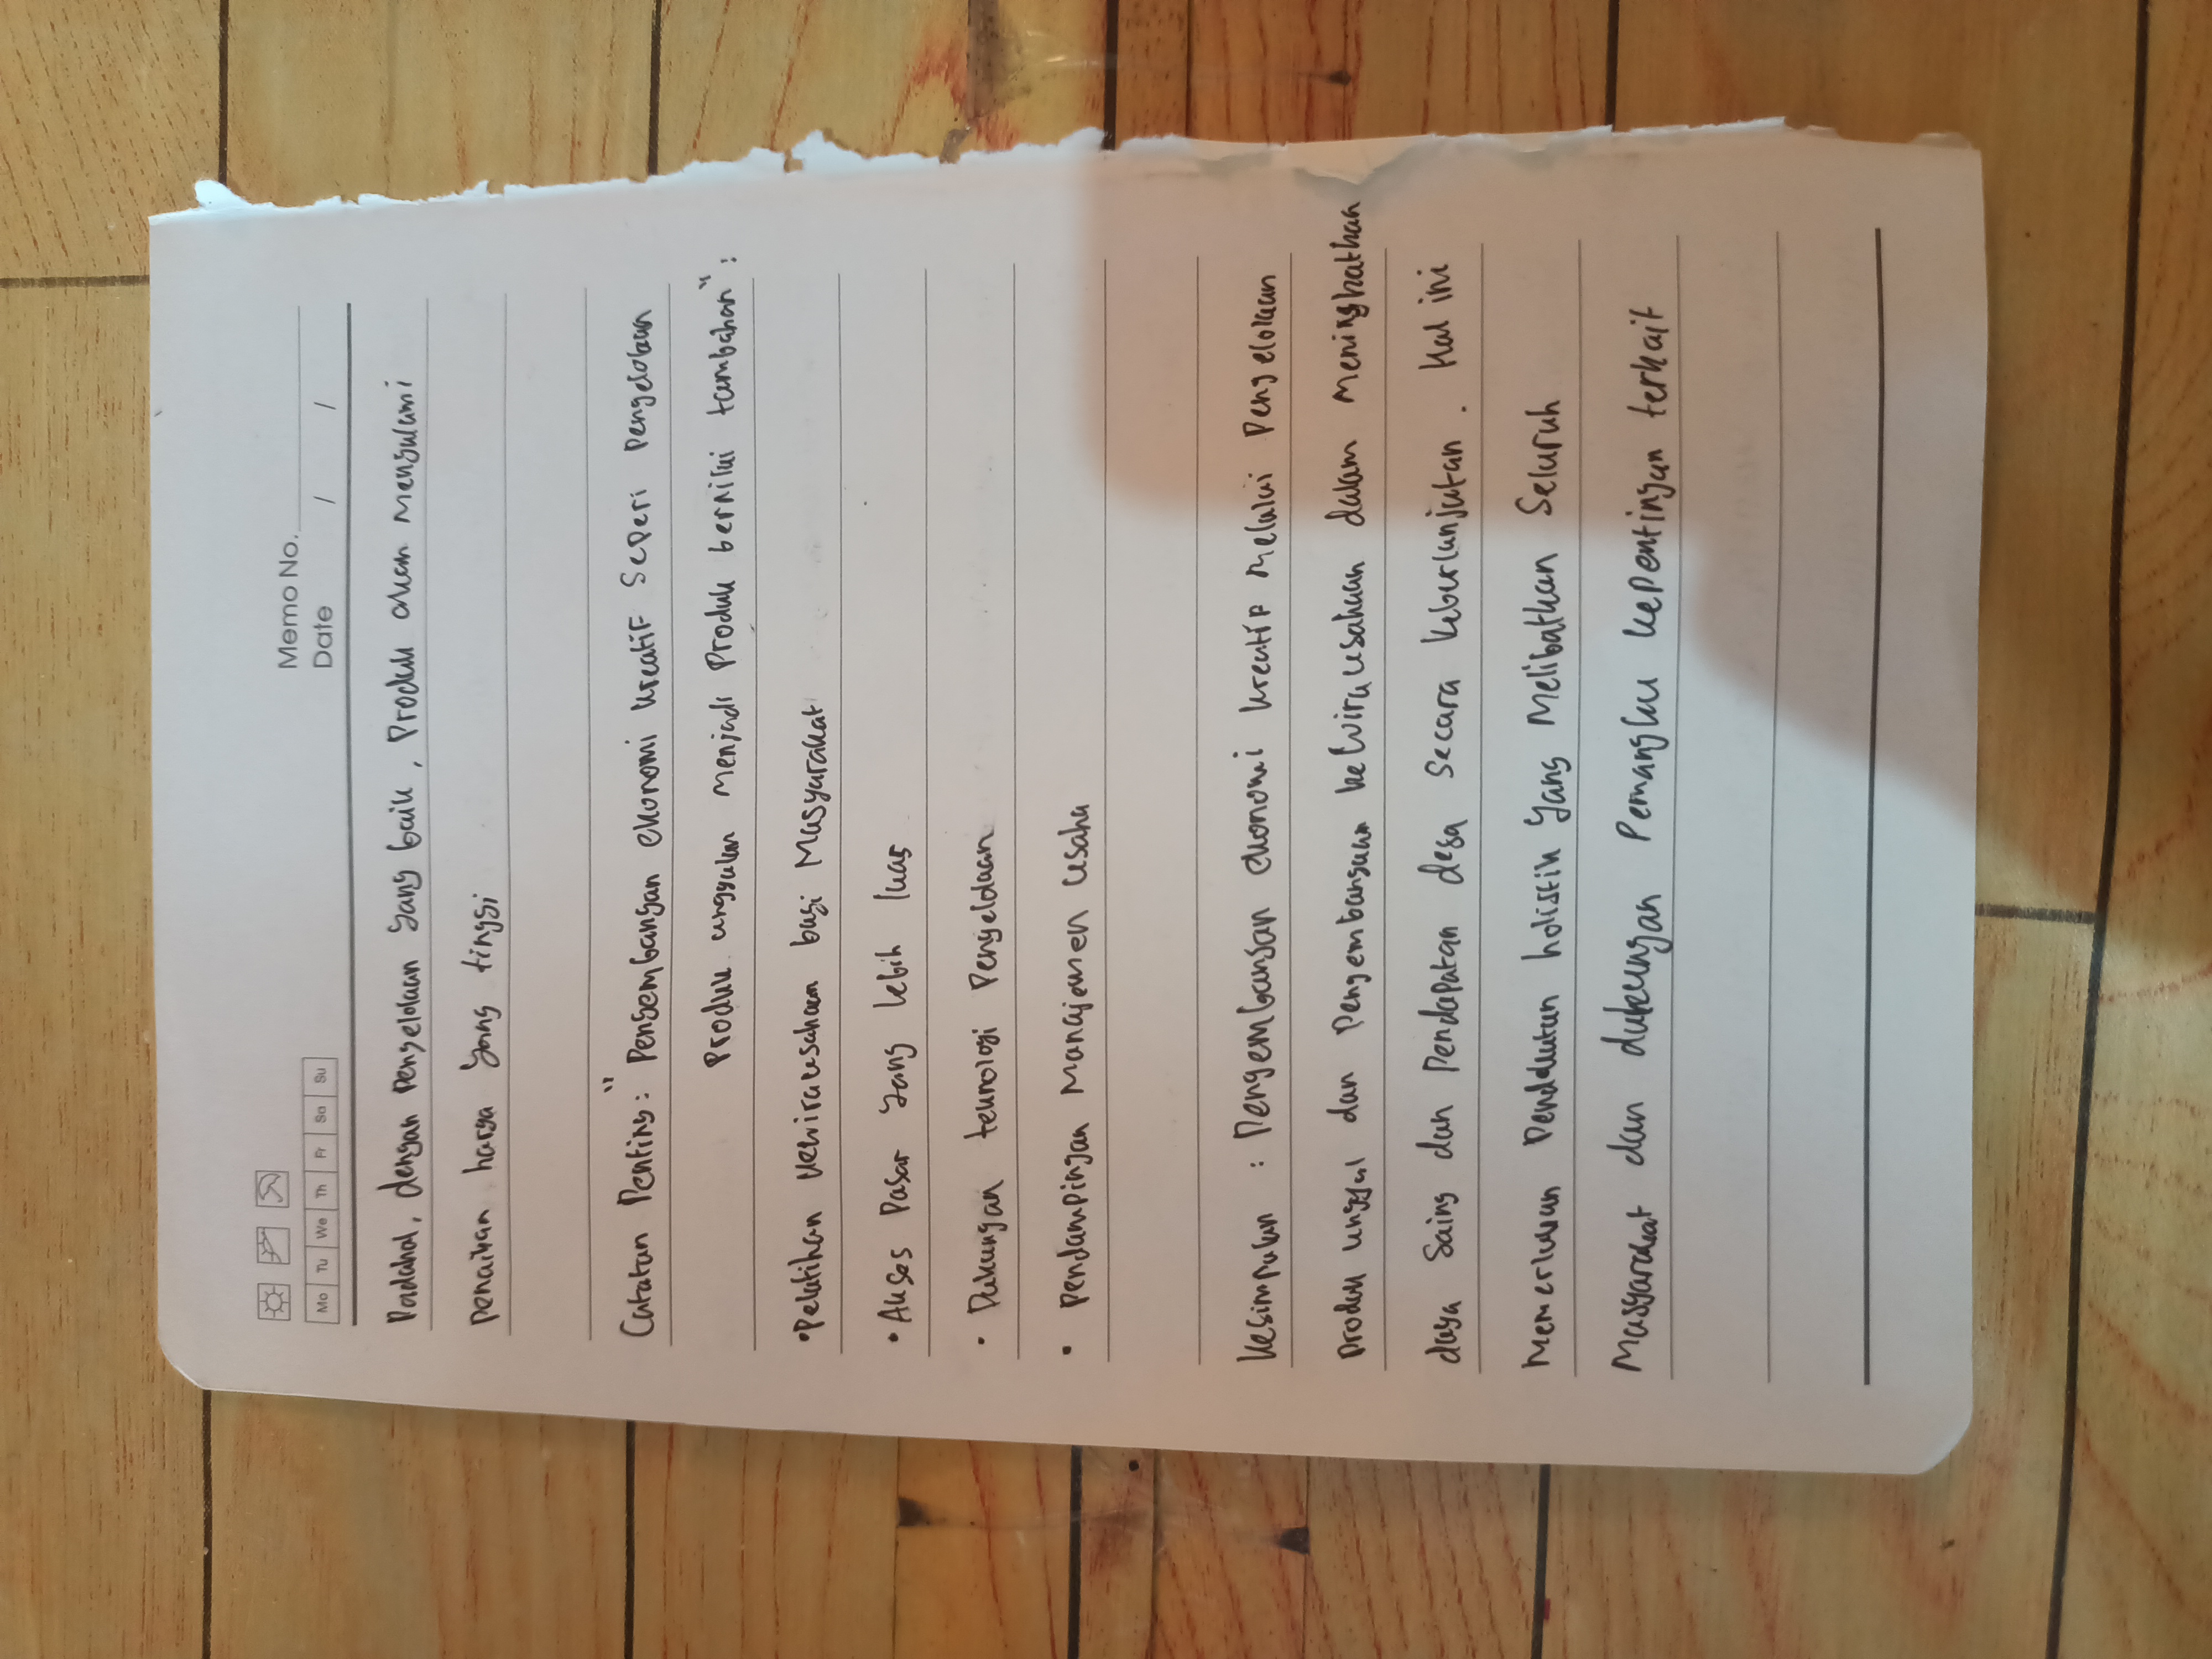 Memo No.
Mo Tu We Th Fr Sa Su
Date / /
Padahal, dengan pengelolaan yang baik, Produk akan mengalami
penaikan harga yang tinggi
Catatan Penting: "Pengembangan ekonomi kreatif seperi pengelolaan
Produk unggulan menjadi Produk bernilai tambahan":
•Pelatihan kewirausahaan bagi Masyarakat
• Akses Pasar yang lebih luas
• Dukungan teknologi Pengelolaan
• Pendampingan Manajemen usaha
Kesimpulan : Pengembangan ekonomi kreatif Melalui Pengelolaan
Produk unggul dan Pengembangaan kewirausahaan dalam Meningkatkan
daya Saing dan Pendapatan desa secara keberlanjutan. Hal ini
Memerlukan Pendekatan holistik yang Melibatkan Seluruh
Masyarakat dan dukungan Pemangku kepentingan terkait